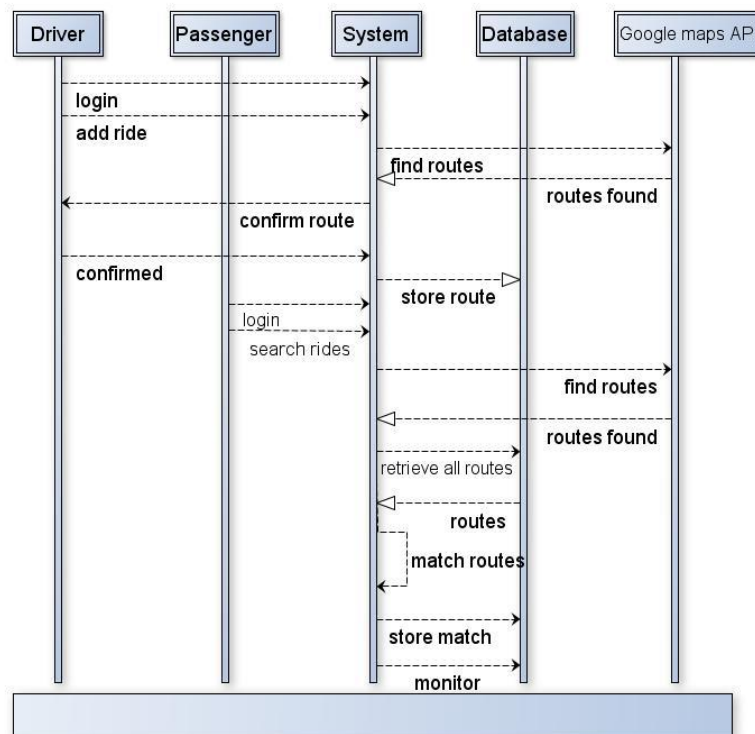 Driver
Passenger
System
Database
Google maps AP
login
add ride
find routes
routes found
confirm route
confirmed
store route
login
search rides
find routes
routes found
retrieve all routes
routes
match routes
store match
monitor